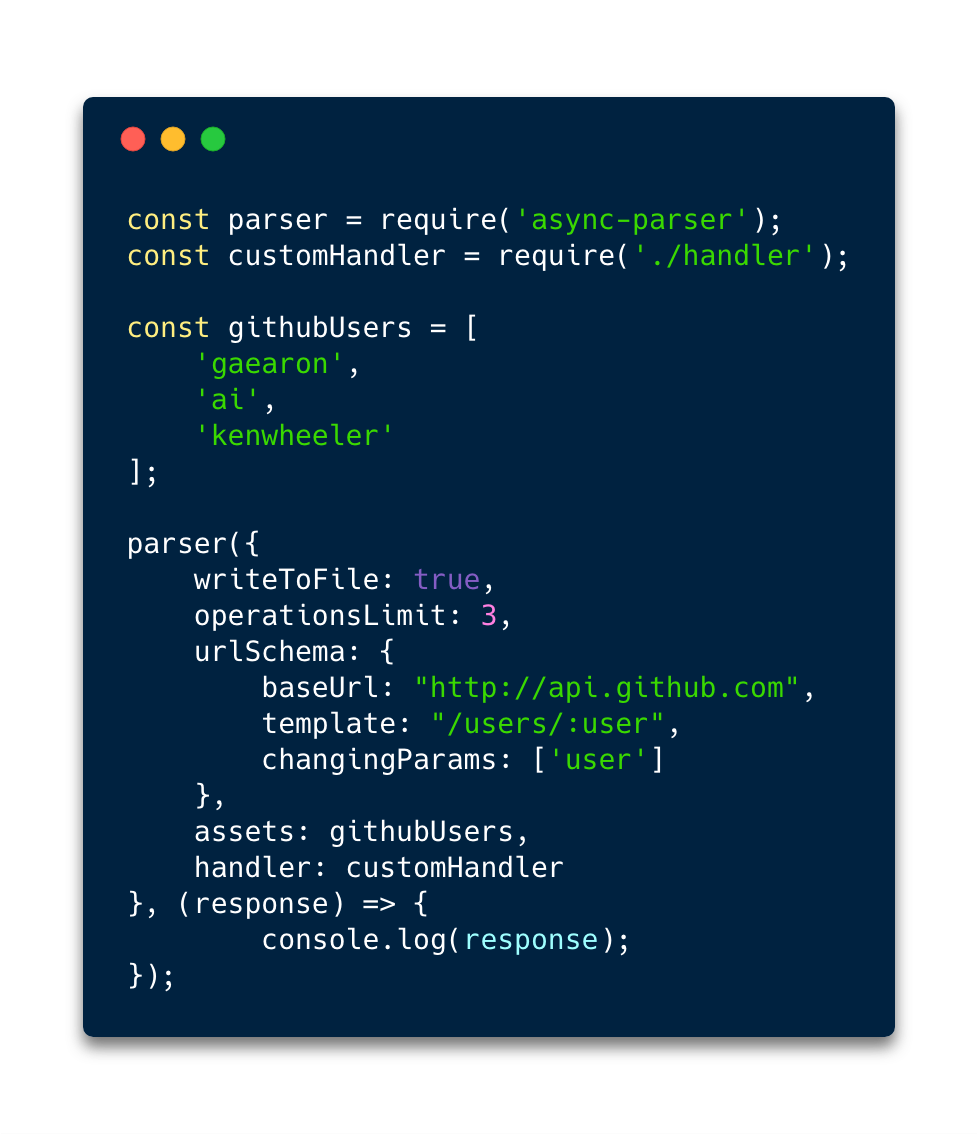 const parser = require('async-parser');
const customHandler = require('./handler');

const githubUsers = [
    'gaearon',
    'ai',
    'kenwheeler'
];

parser({
    writeToFile: true,
    operationsLimit: 3,
    urlSchema: {
        baseUrl: "http://api.github.com",
        template: "/users/:user",
        changingParams: ['user']
    },
    assets: githubUsers,
    handler: customHandler
}, (response) => {
        console.log(response);
});